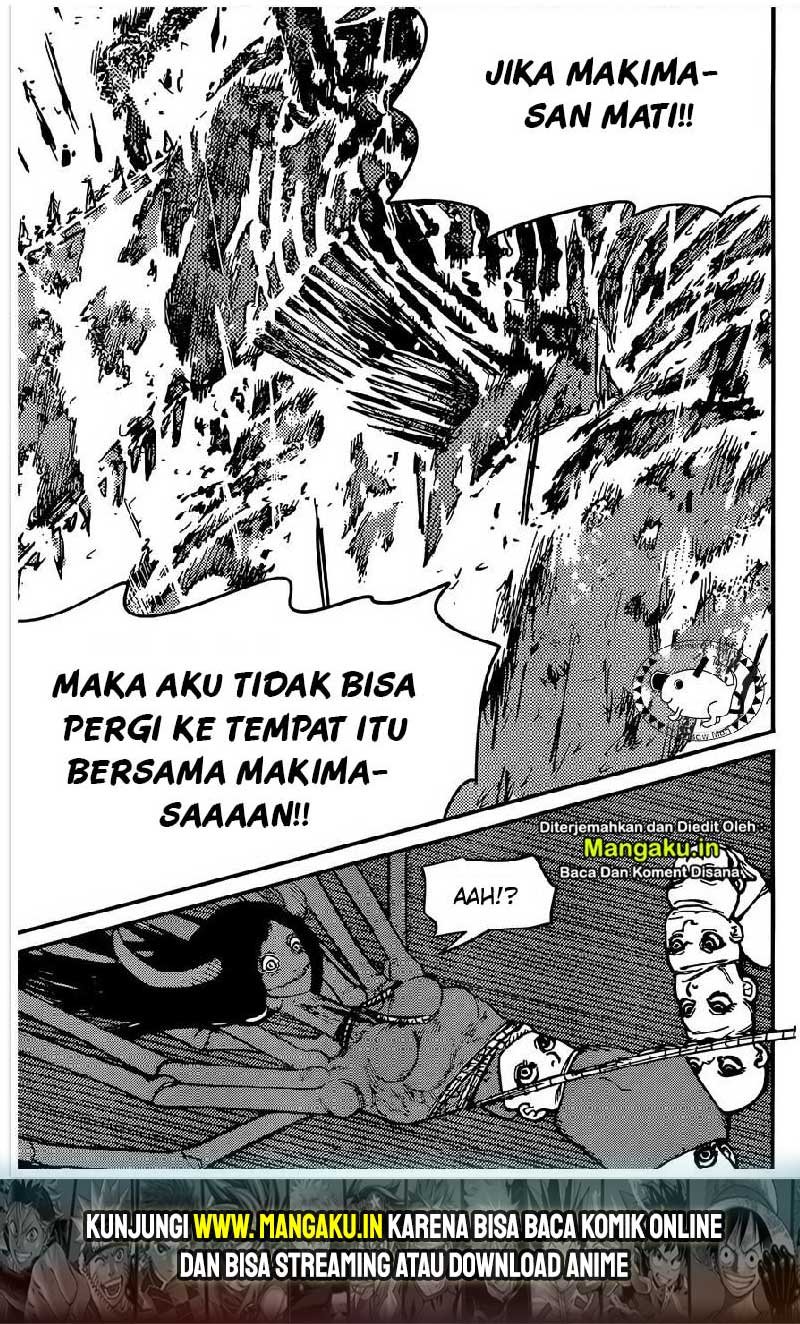 JIKA MAKIMA-
SAN MATI!!
MAKA AKU TIDAK BISA
PERGI KE TEMPAT ITU
BERSAMA MAKIMA-
SAAAAN!!
Diterjemahkan dan Diedit Oleh
Mangaku.in
Baca Dan Koment Disana
AAH!?
KUNJUNGI WWW. MANGAKU.IN KARENA BISA BACA KOMIK ONLINE
DAN BISA STREAMING ATAU DOWNLOAD ANIME